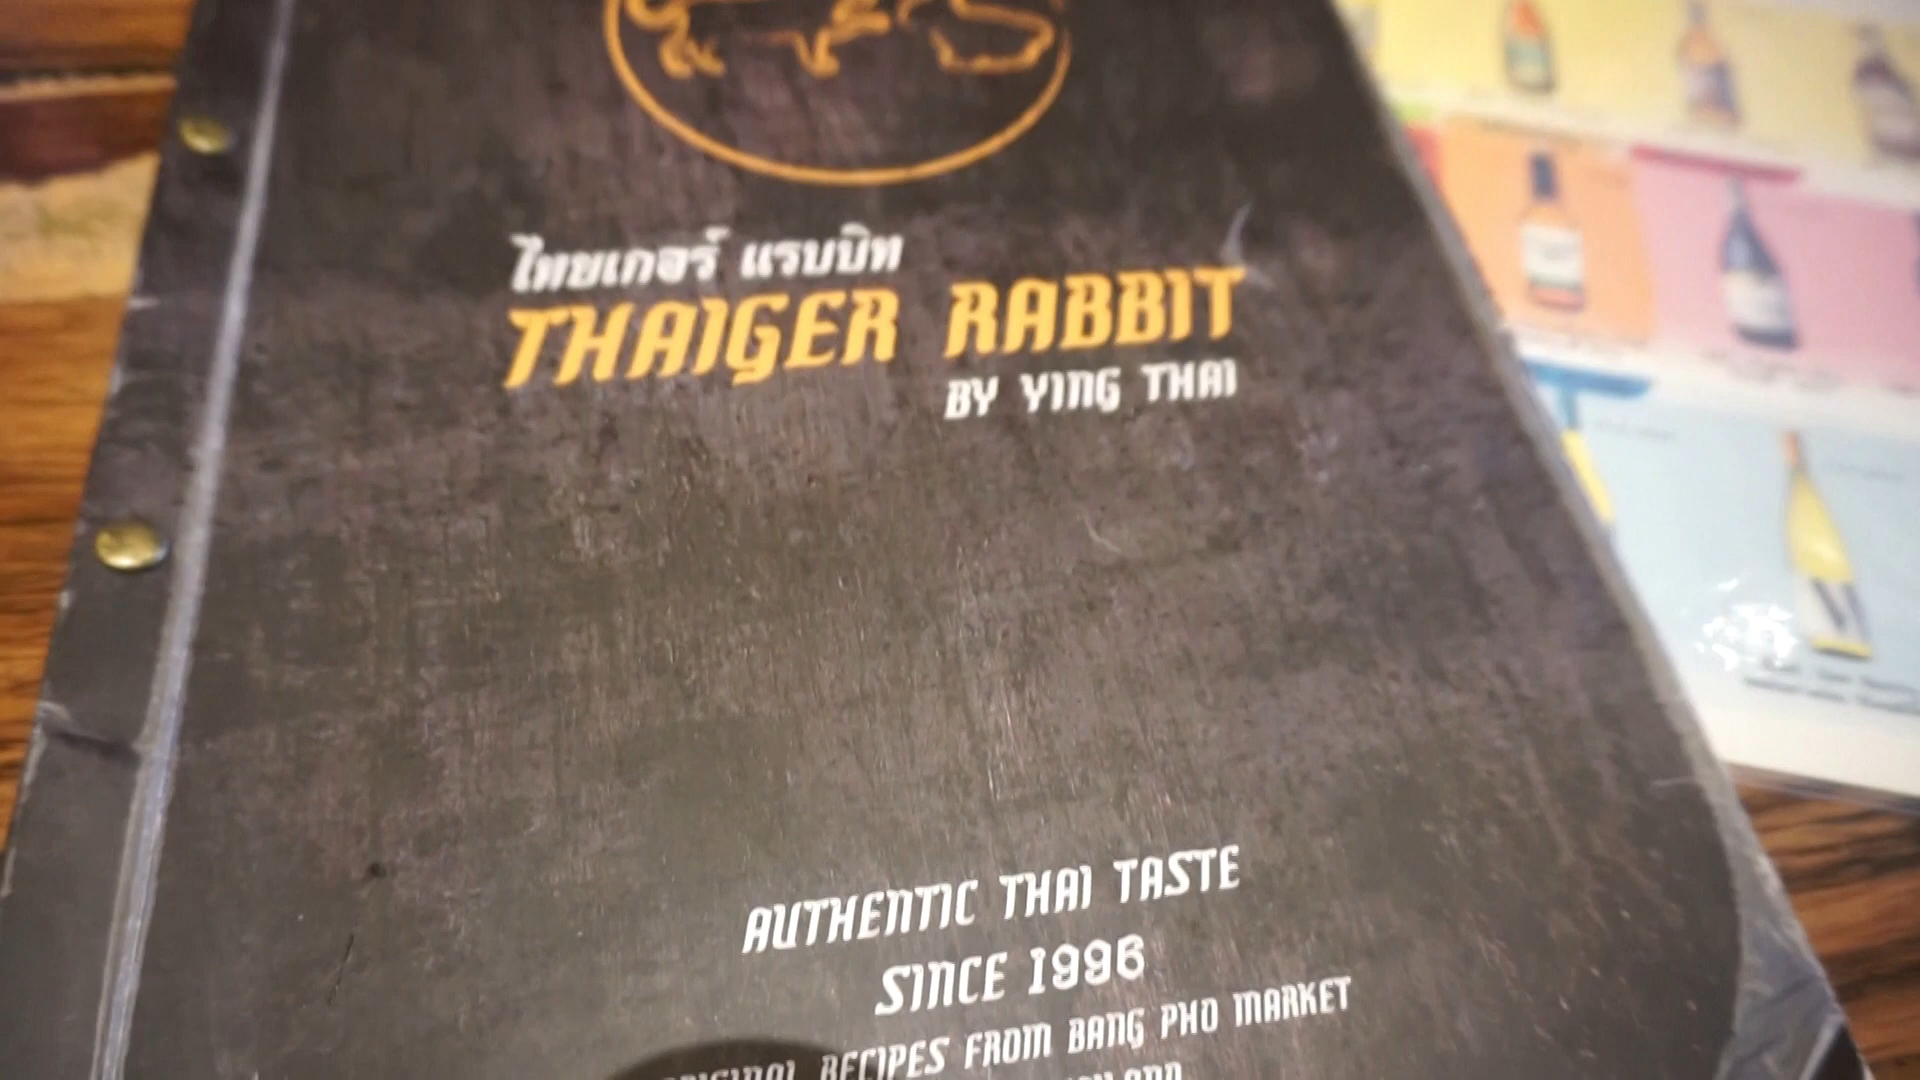 ไทยเกอร์ แรบบิท
THAIGER RABBIT
BY YING THAI
AUTHENTIC THAI TASTE
SINCE 1996
ORIGINAL RECIPES FROM BANG PHO MARKET